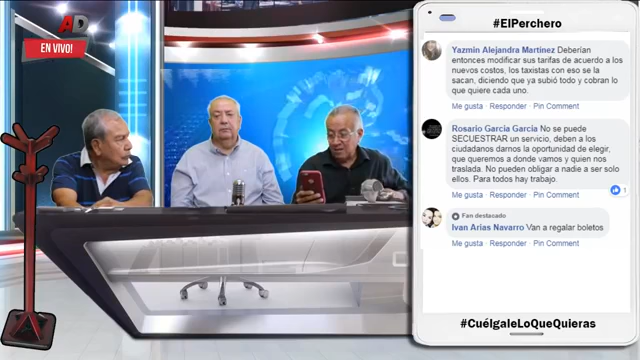 AD
EN VIVO!
#ElPerchero
Yazmin Alejandra Martínez Deberían
entonces modificar sus tarifas de acuerdo a los
nuevos costos, los taxistas con eso se la
sacan, diciendo que ya subió todo y cobran lo
que quiere cada uno.
Me gusta · Responder · Pin Comment
Rosario Garcia Garcia No se puede
SECUESTRAR un servicio, deben a los
ciudadanos darnos la oportunidad de elegir,
que queremos a donde vamos y quien nos
traslada. No pueden obligar a nadie a ser solo
ellos. Para todos hay trabajo.
1
Me gusta · Responder · Pin Comment
Fan destacado
Ivan Arias Navarro Van a regalar boletos
Me gusta · Responder · Pin Comment
#CuélgaleLoQueQuieras